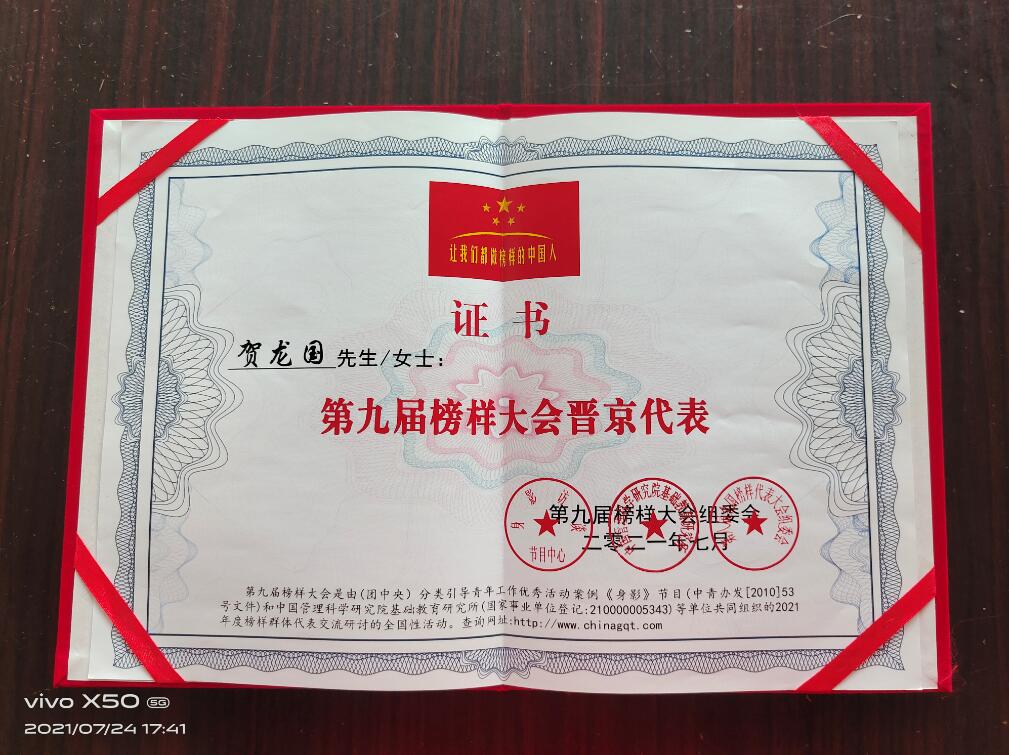 让我们都做榜样的中国人
证书
贺龙国 先生/女士:
第九届榜样大会晋京代表
身影访谈
节目中心
第九届榜样大会组委会
二零二一年七月
第九届榜样大会是由(团中央)分类引导青年工作优秀活动案例《身影》节目(中青办发[2010]53
号文件)和中国管理科学研究院基础教育研究所(国家事业单位登记:210000005343)等单位共同组织的2021
年度榜样群体代表交流研讨的全国性活动。查询网址:http://www.chinagqt.com
vivo X50 5G
2021/07/24 17:41